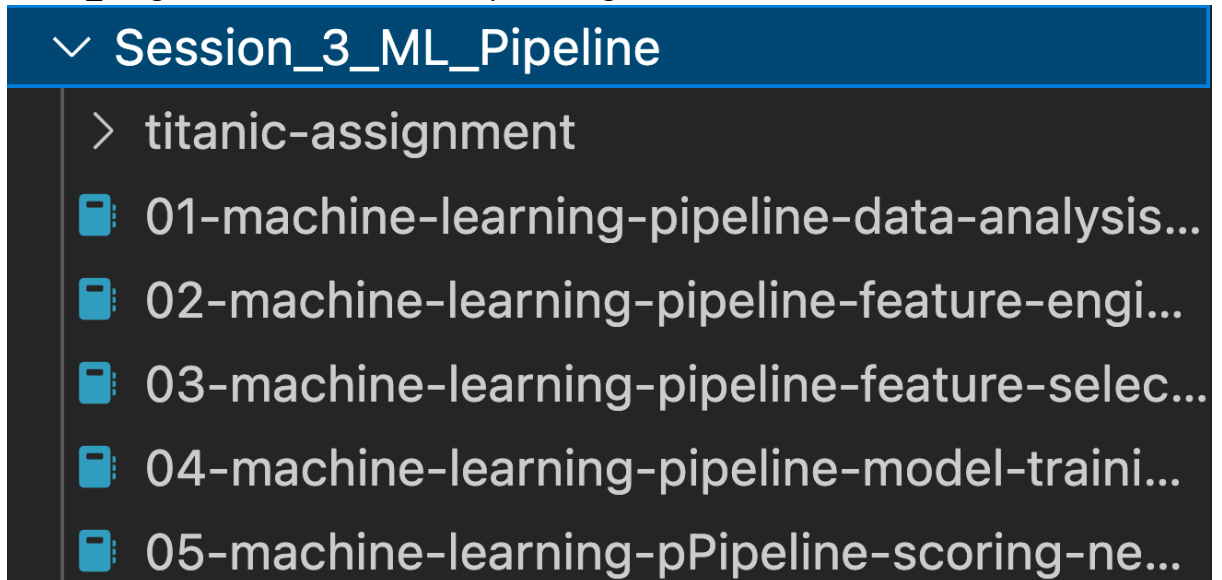 Session_3_ML_Pipeline
titanic-assignment
01-machine-learning-pipeline-data-analysis...
02-machine-learning-pipeline-feature-engi...
03-machine-learning-pipeline-feature-selec...
04-machine-learning-pipeline-model-traini...
05-machine-learning-pPipeline-scoring-ne...